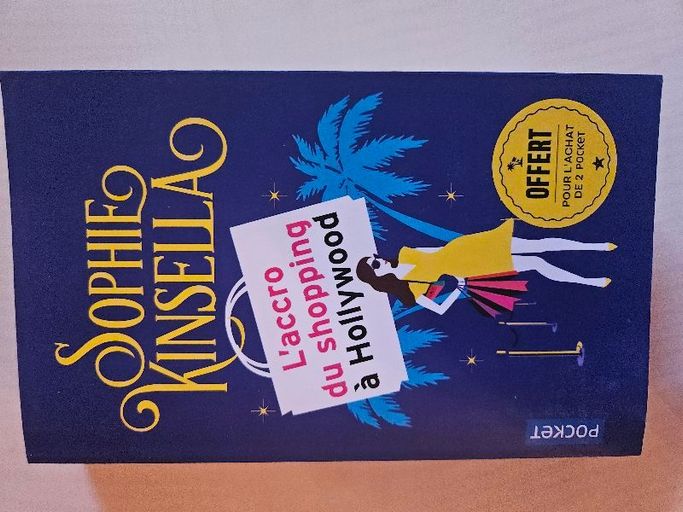 SOPHIE
KINSELLA
L'accro
du shopping
à Hollywood
OFFERT
POUR L'ACHAT
DE 2 POCKET
POCKET